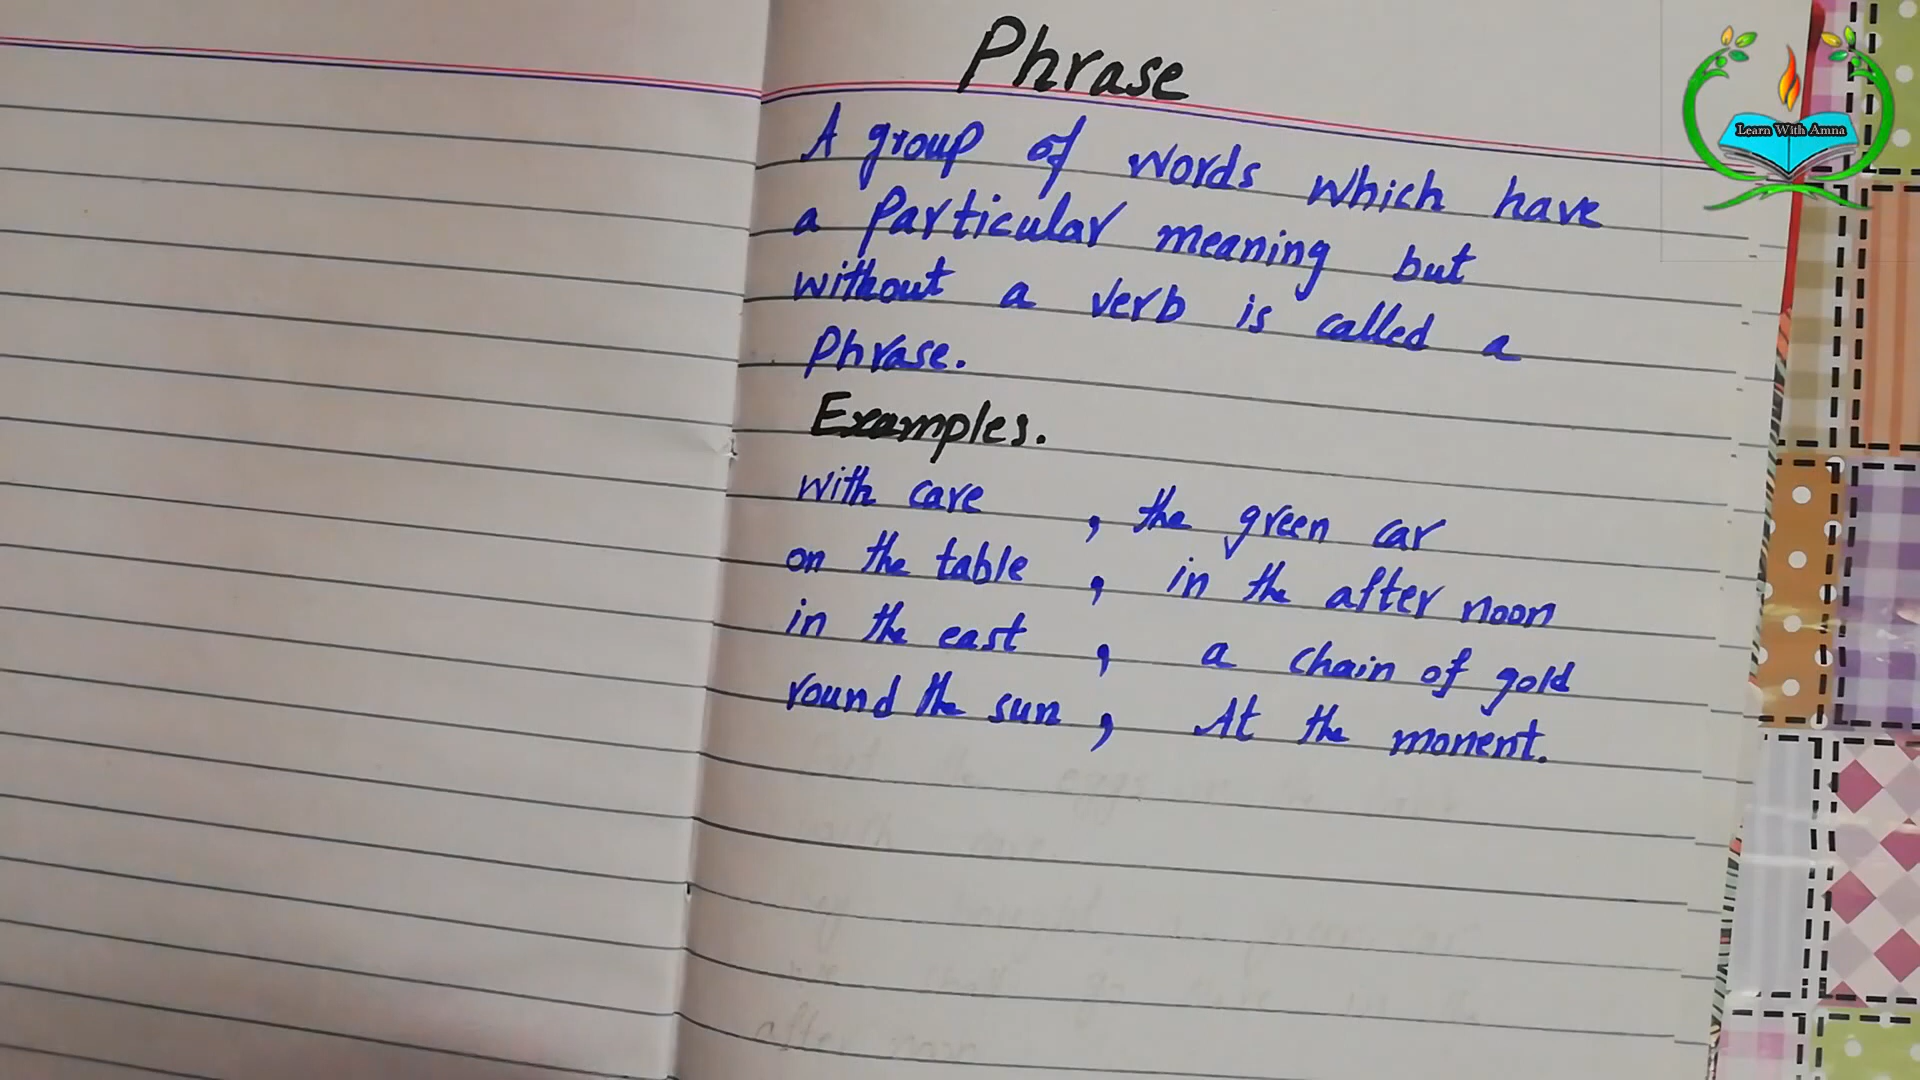 Phrase
A group of words which have
a particular meaning but
without a verb is called a
Phrase.
Examples.
with care , the green car
on the table , in the after noon
in the east , a chain of gold
round the sun , At the moment.
Learn With Amna